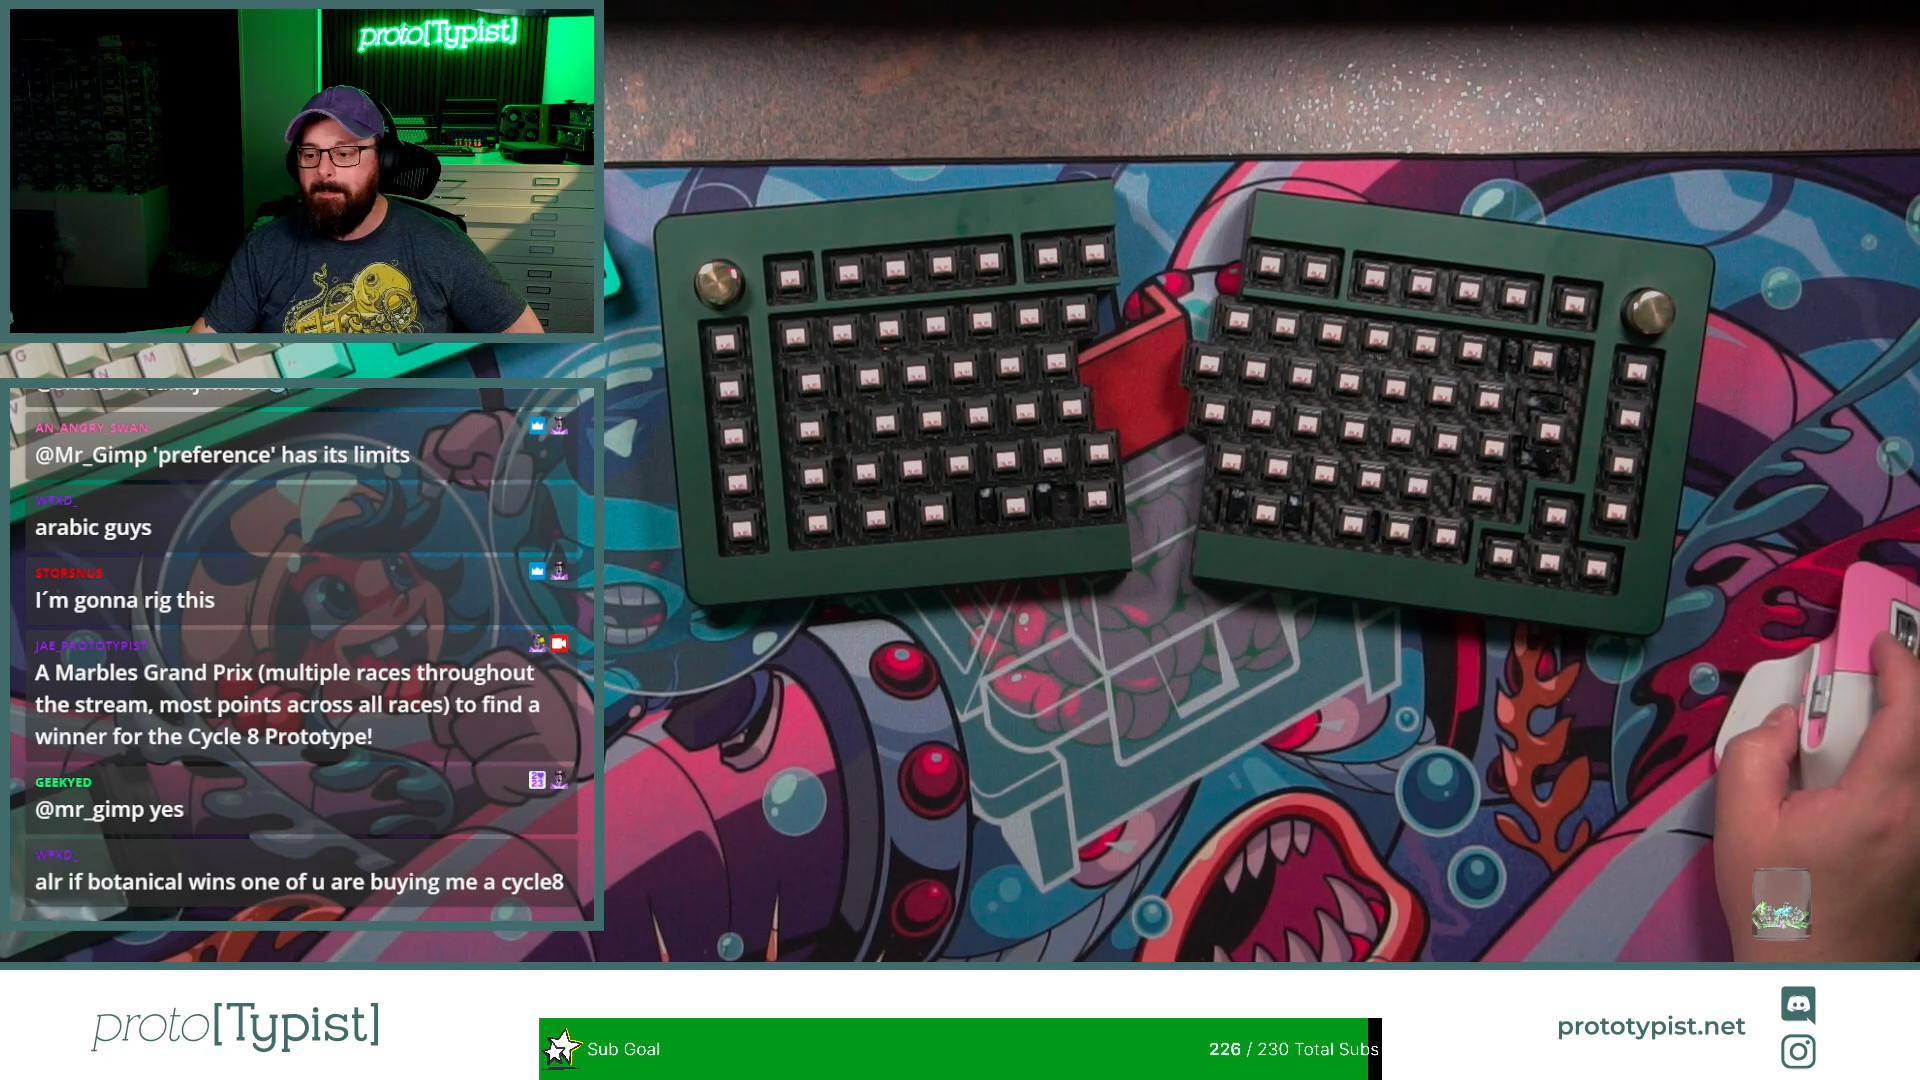 proto[Typist]
G
M
N
AN_ANGRY_SWAN
@Mr_Gimp 'preference' has its limits
WFXD_
arabic guys
STORSNUS
I´m gonna rig this
JAE_PROTOTYPIST
A Marbles Grand Prix (multiple races throughout
the stream, most points across all races) to find a
winner for the Cycle 8 Prototype!
GEEKYED
@mr_gimp yes
WFXD_
alr if botanical wins one of u are buying me a cycle8
proto[Typist]
Sub Goal
226 / 230 Total Subs
prototypist.net